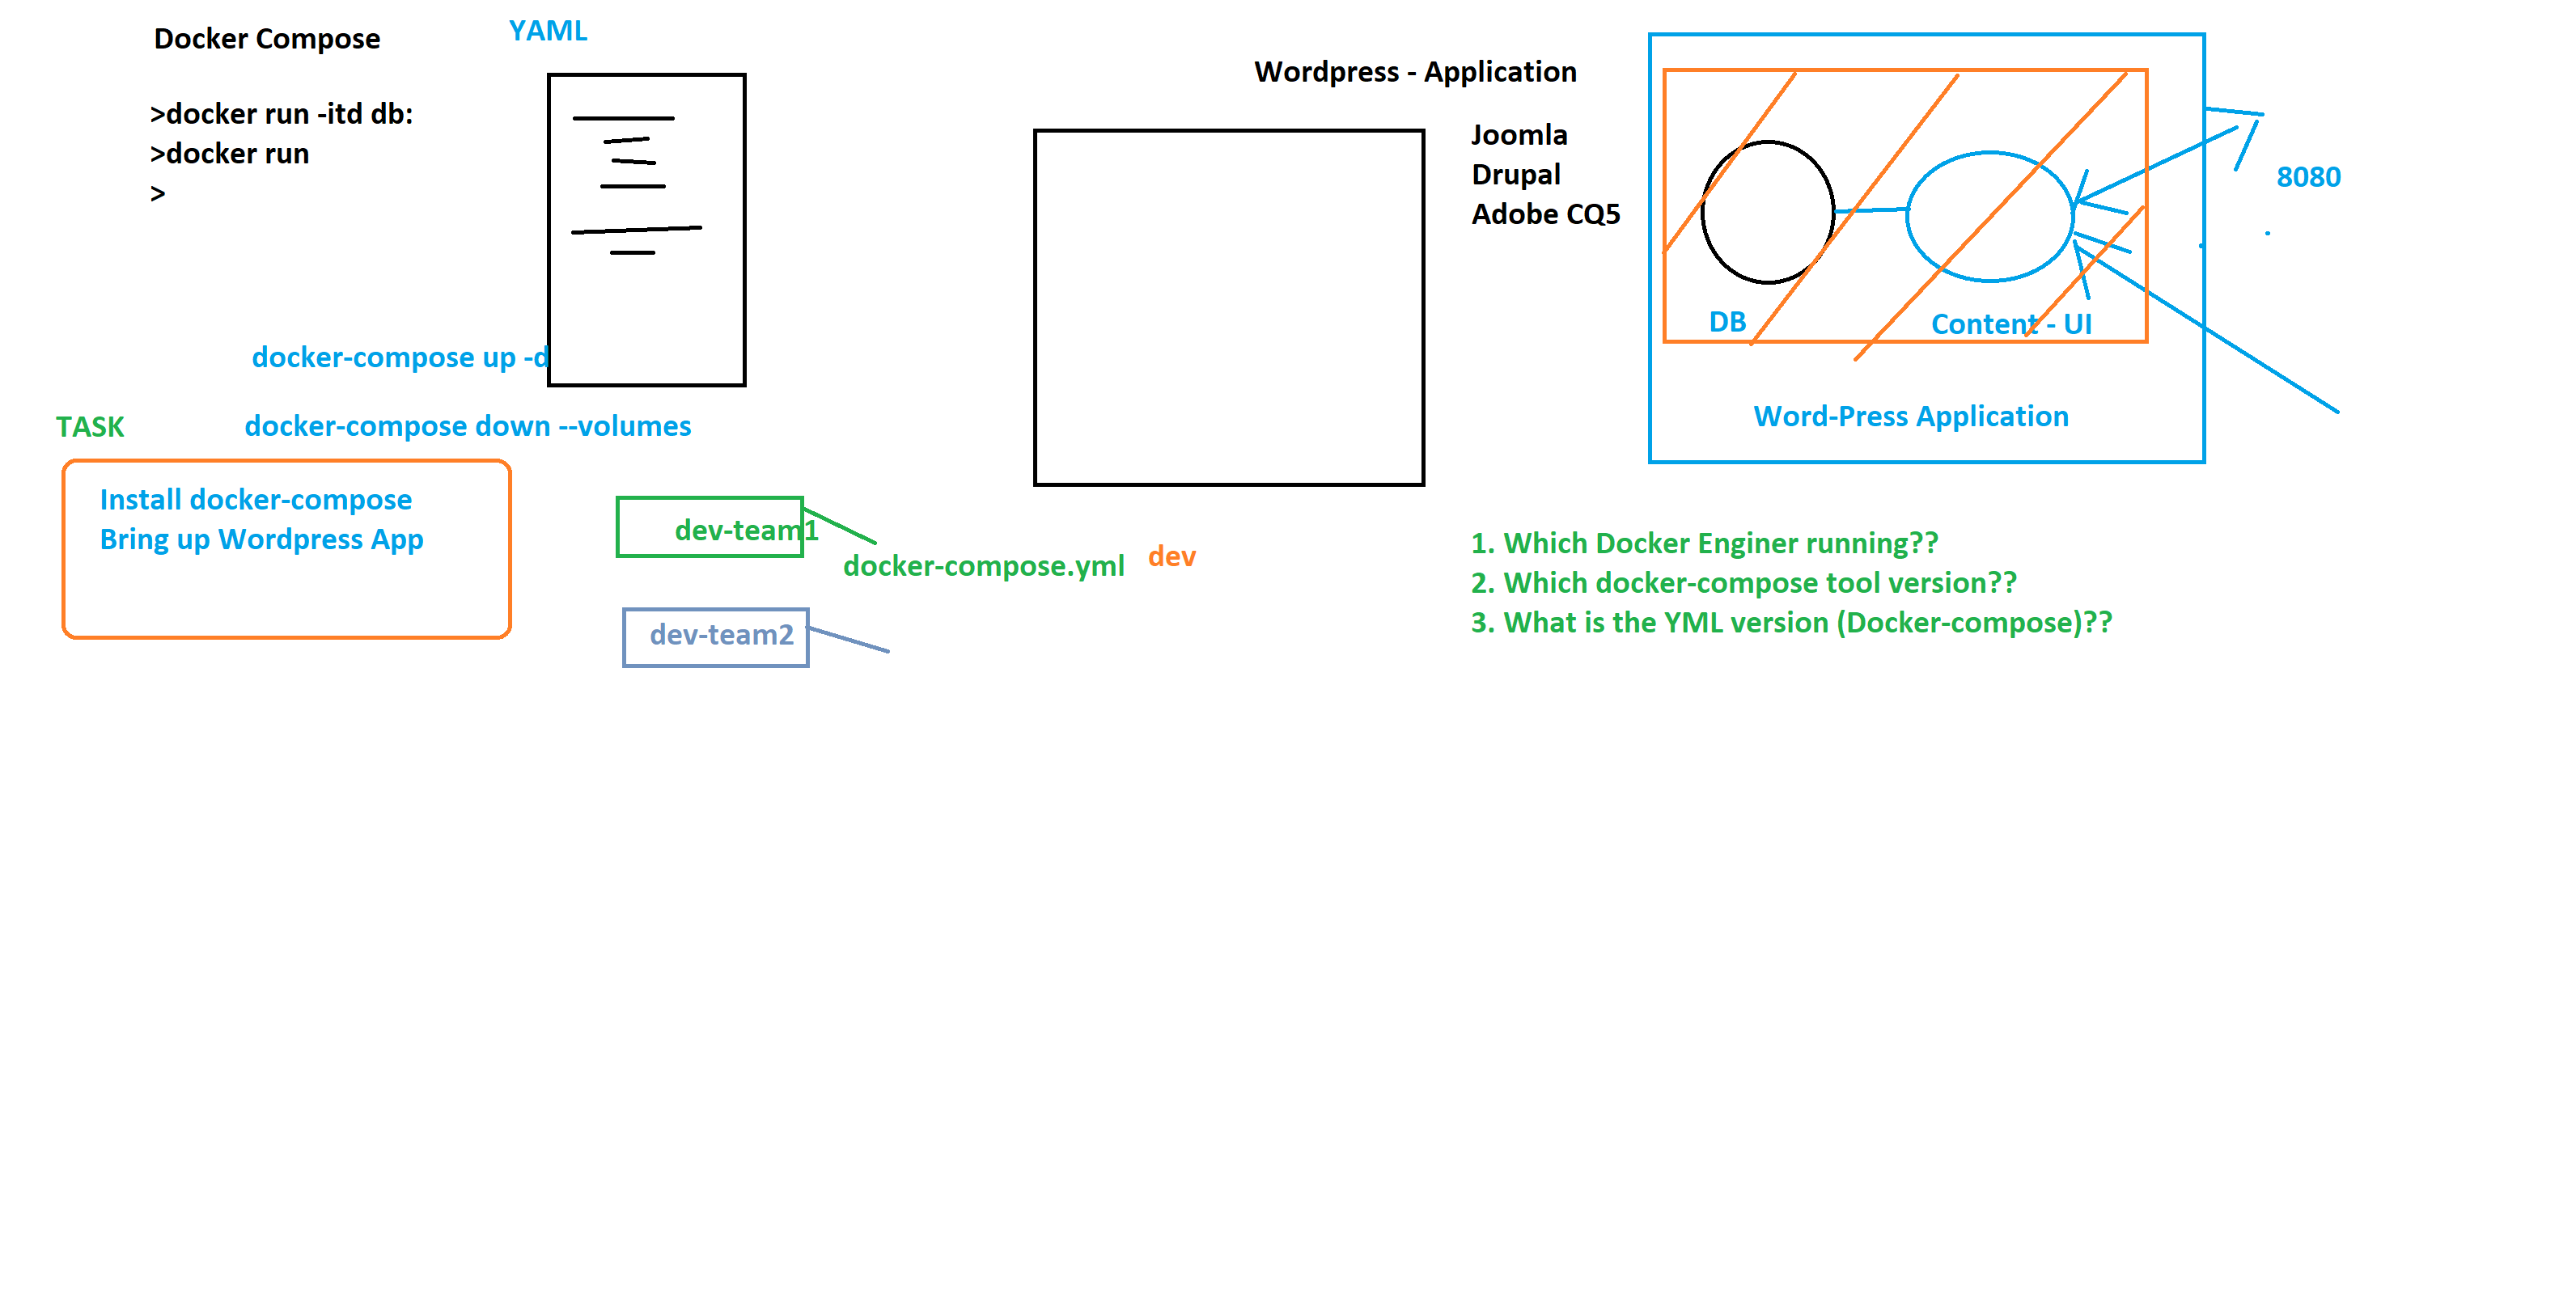 Docker Compose
YAML
>docker run -itd db:
>docker run
>
docker-compose up -d
docker-compose down --volumes
TASK
Install docker-compose
Bring up Wordpress App
dev-team1
docker-compose.yml
dev
dev-team2
Wordpress - Application
Joomla
Drupal
Adobe CQ5
DB
Content - UI
Word-Press Application
8080
1. Which Docker Enginer running??
2. Which docker-compose tool version??
3. What is the YML version (Docker-compose)??